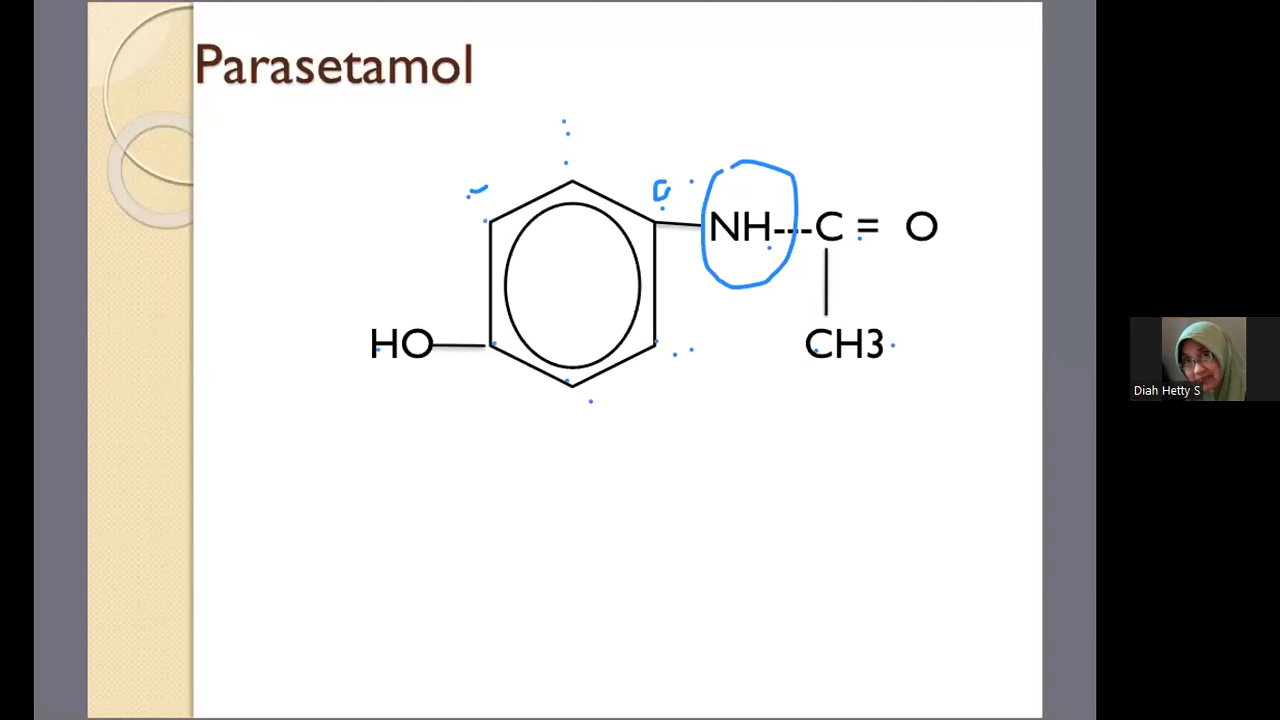 Parasetamol
NH---C = O
HO
CH3
Diah Hetty S